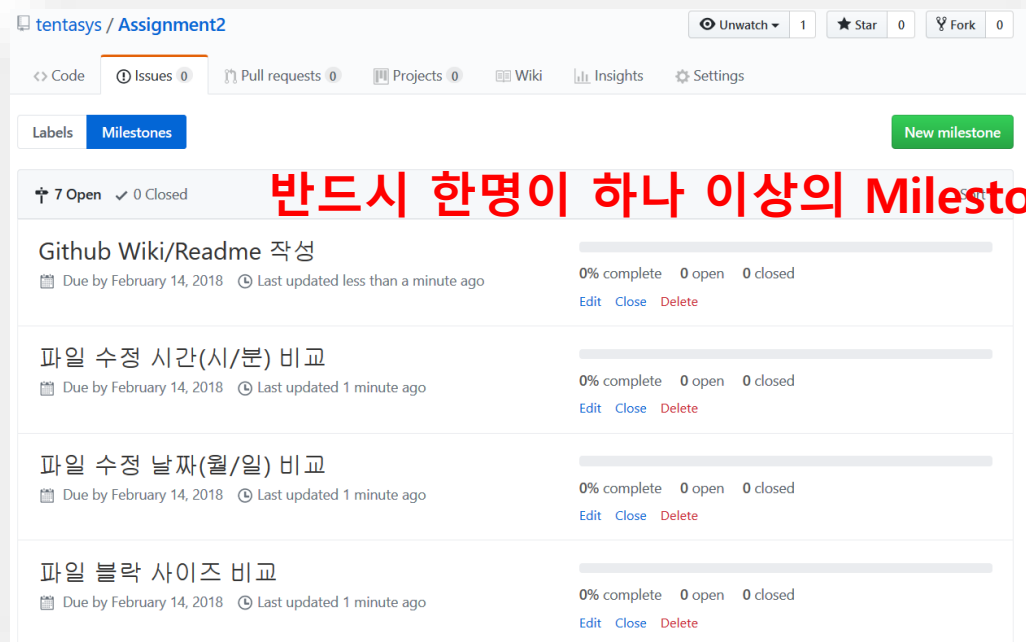 tentasys / Assignment2
Unwatch 1 Star 0 Fork 0
Code Issues 0 Pull requests 0 Projects 0 Wiki Insights Settings
Labels Milestones New milestone
7 Open 0 Closed
반드시 한명이 하나 이상의 Milesto
Github Wiki/Readme 작성
Due by February 14, 2018 Last updated less than a minute ago
0% complete 0 open 0 closed
Edit Close Delete
파일 수정 시간(시/분) 비교
Due by February 14, 2018 Last updated 1 minute ago
0% complete 0 open 0 closed
Edit Close Delete
파일 수정 날짜(월/일) 비교
Due by February 14, 2018 Last updated 1 minute ago
0% complete 0 open 0 closed
Edit Close Delete
파일 블락 사이즈 비교
Due by February 14, 2018 Last updated 1 minute ago
0% complete 0 open 0 closed
Edit Close Delete